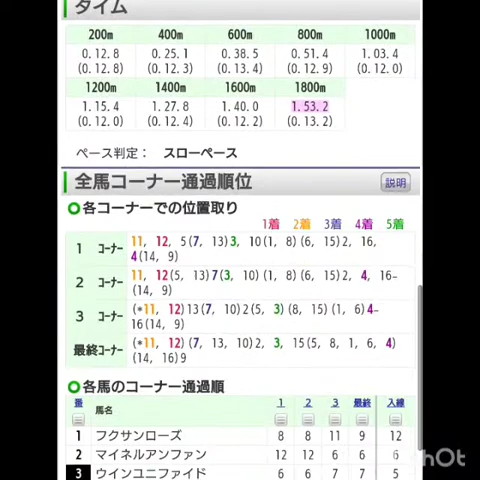 タイム
200m 400m 600m 800m 1000m
0.12.8 0.25.1 0.38.5 0.51.4 1.03.4
(0.12.8) (0.12.3) (0.13.4) (0.12.9) (0.12.0)
1200m 1400m 1600m 1800m
1.15.4 1.27.8 1.40.0 1.53.2
(0.12.0) (0.12.4) (0.12.2) (0.13.2)
ペース判定： スローペース
全馬コーナー通過順位 説明
各コーナーでの位置取り
1着 2着 3着 4着 5着
1 コーナー 11, 12, 5(7, 13)3, 10(1, 8)(6, 15)2, 16,
4(14, 9)
2 コーナー 11, 12(5, 13)7(3, 10)(1, 8)(6, 15)2, 4, 16-
(14, 9)
3 コーナー (*11, 12)13(7, 10)2(5, 3)(8, 15)(1, 6)4-
16(14, 9)
最終コーナー (*11, 12)(7, 13, 10)2, 3, 15(5, 8, 1, 6, 4)
(14, 16)9
各馬のコーナー通過順
番 馬名 1 2 3 最終 入線
1 フクサンローズ 8 8 11 9 12
2 マイネルアンファン 12 12 6 6 6
3 ウインユニファイド 6 6 7 7 5